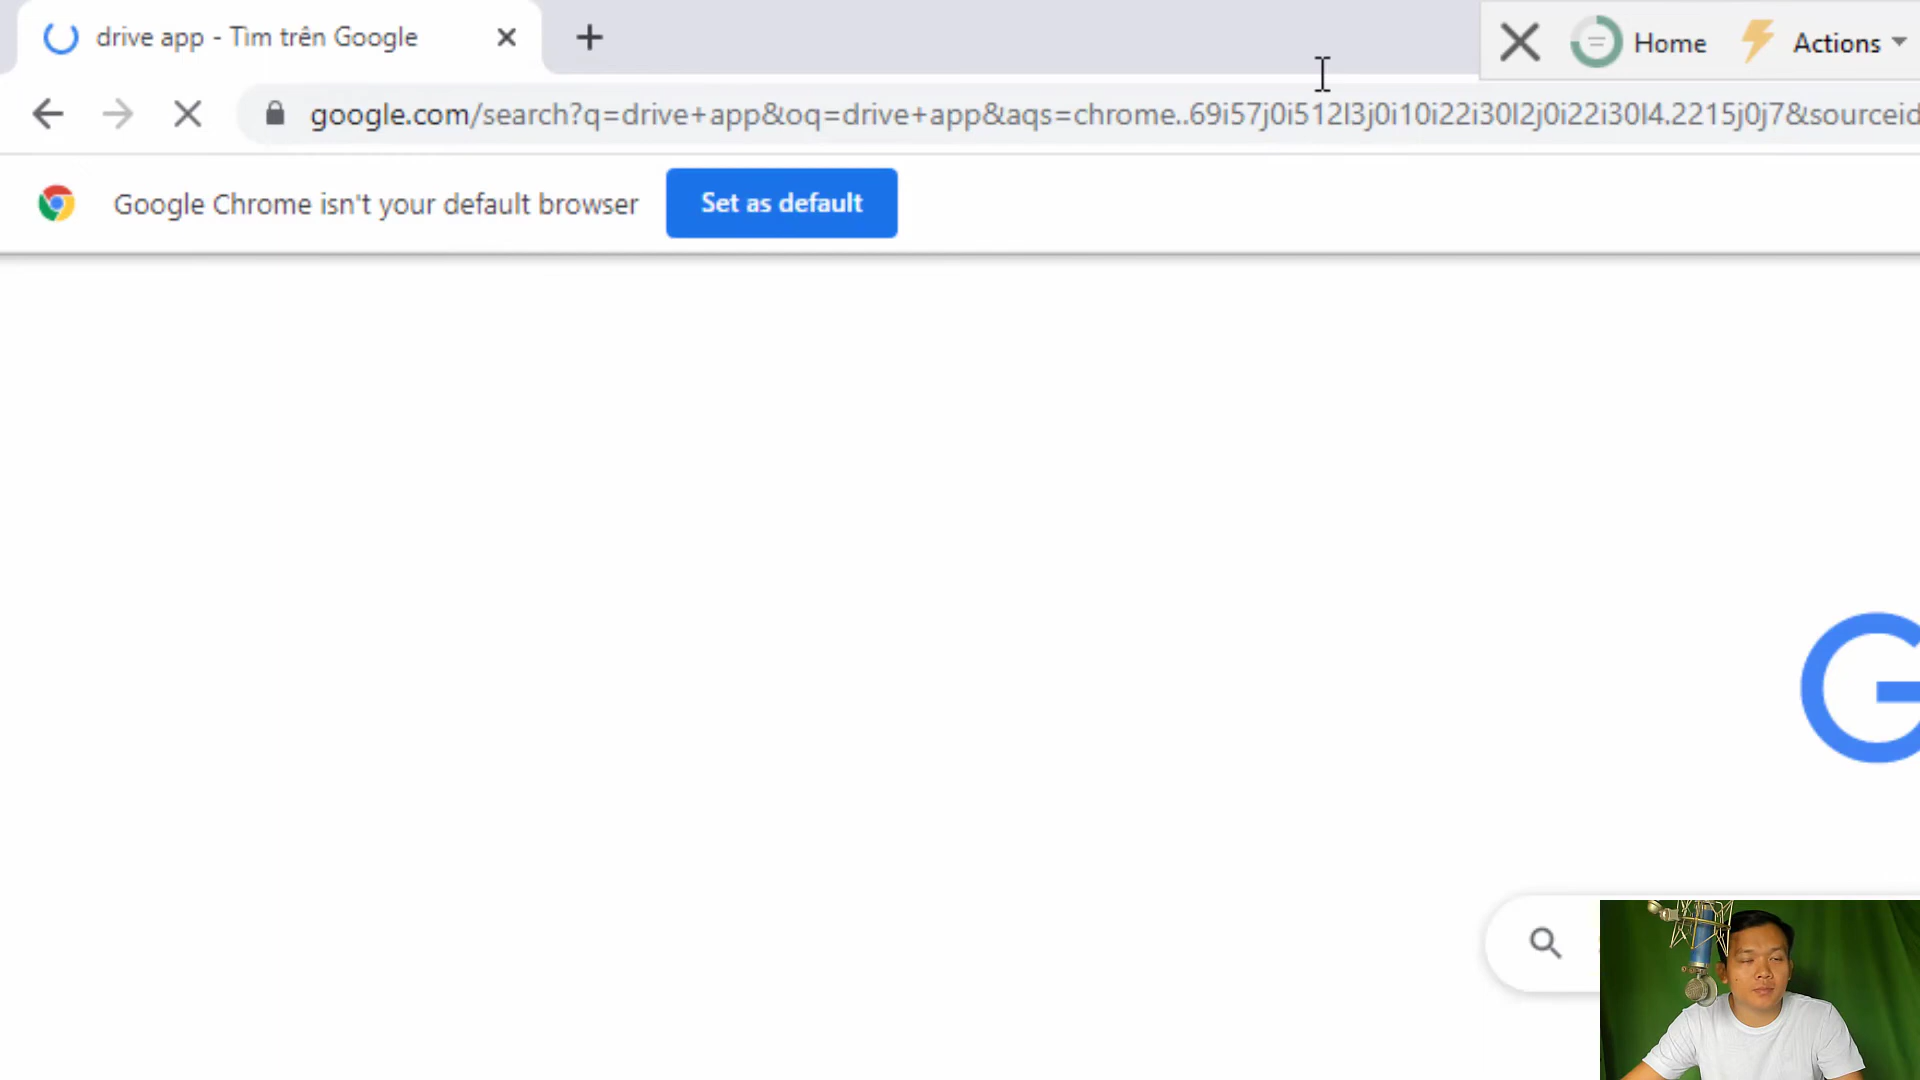 drive app - Tìm trên Google
Home
Actions
google.com/search?q=drive+app&oq=drive+app&aqs=chrome..69i57j0i512l3j0i10i22i30l2j0i22i30l4.2215j0j7&sourceid
Google Chrome isn't your default browser
Set as default
G